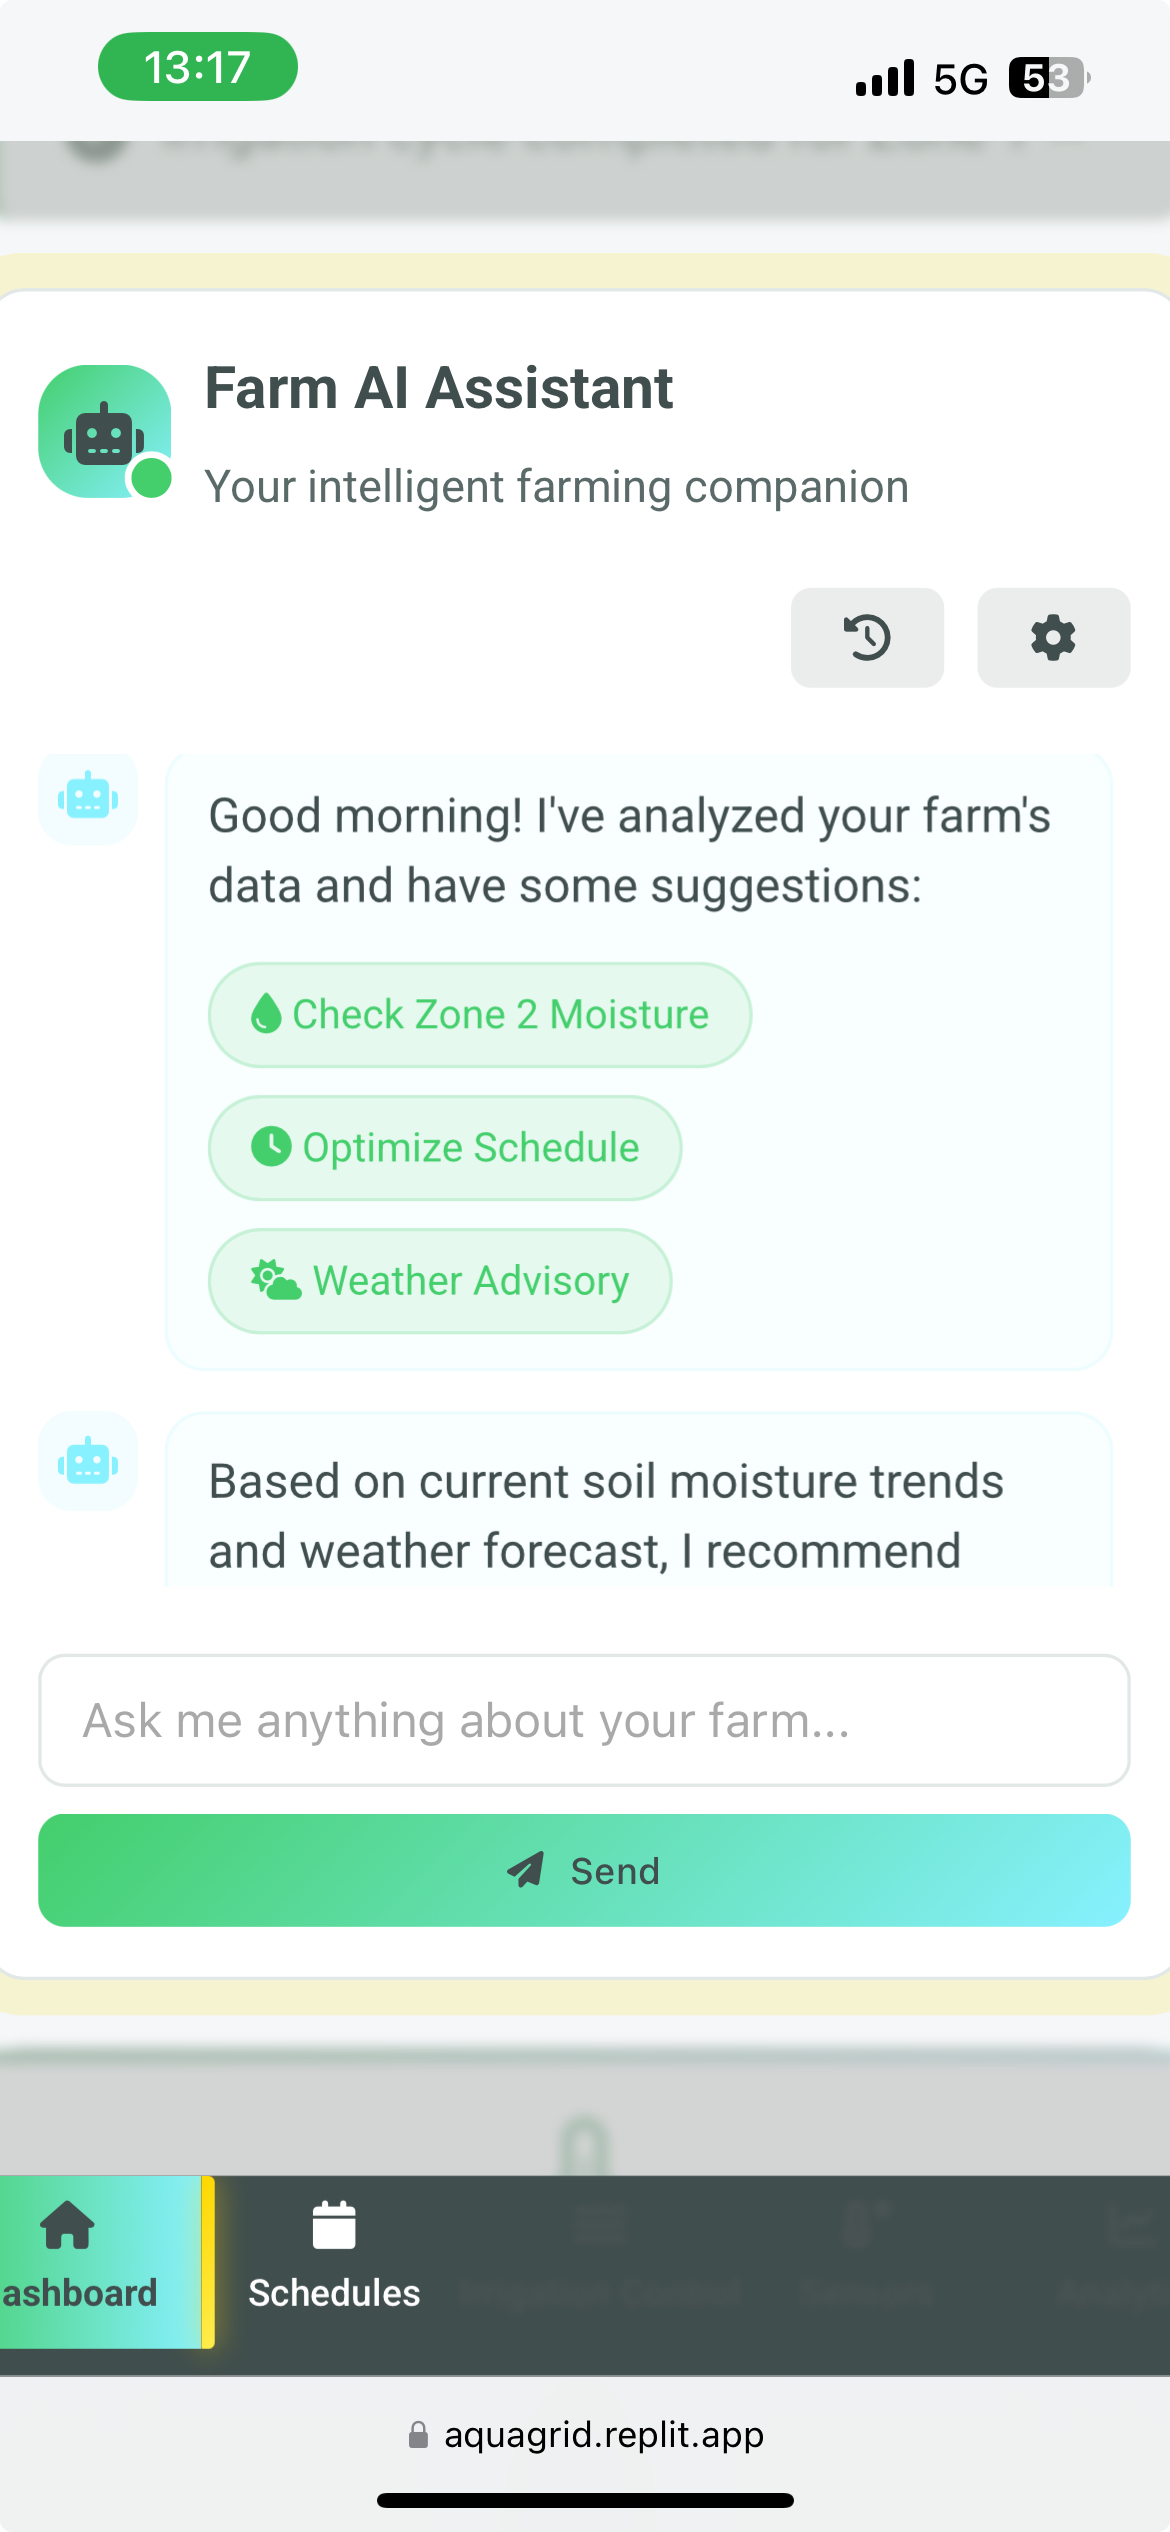 13:17
5G 53
Farm AI Assistant
Your intelligent farming companion
Good morning! I've analyzed your farm's
data and have some suggestions:
Check Zone 2 Moisture
Optimize Schedule
Weather Advisory
Based on current soil moisture trends
and weather forecast, I recommend
Ask me anything about your farm...
Send
ashboard
Schedules
aquagrid.replit.app